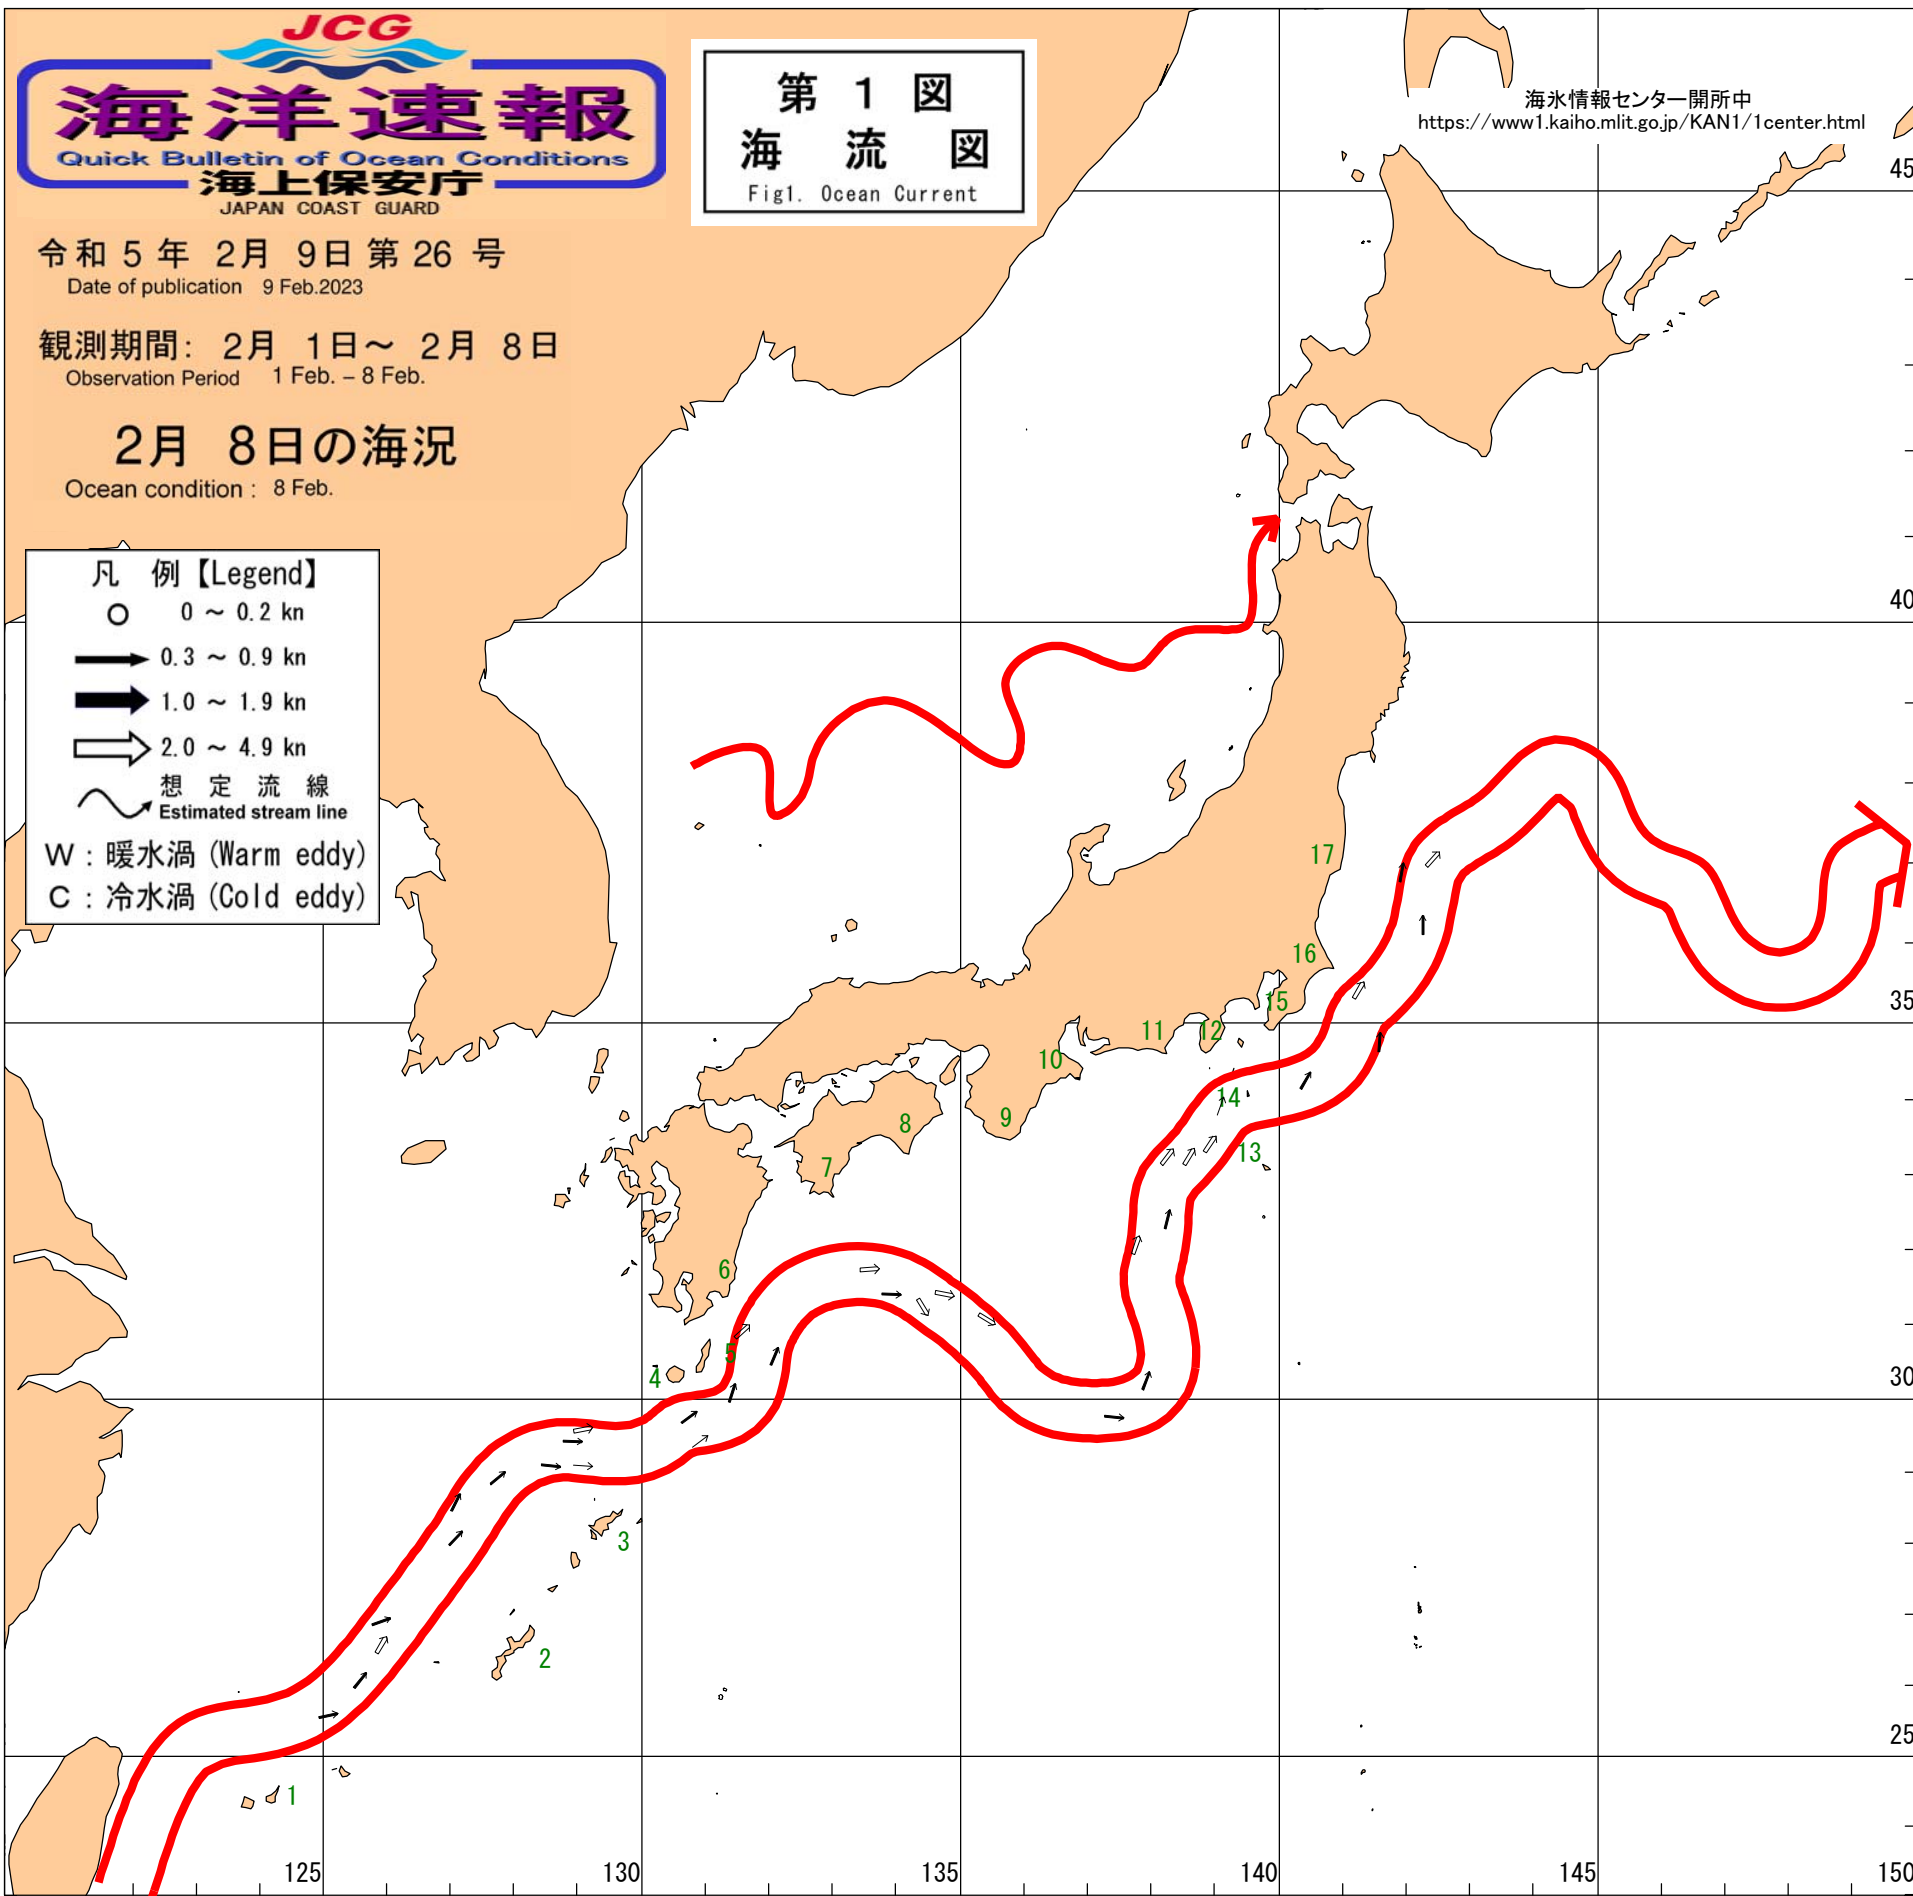 JCG
海洋速報
Quick Bulletin of Ocean Conditions
海上保安庁
JAPAN COAST GUARD
第 1 図
海 流 図
Fig1. Ocean Current
海氷情報センター開所中
https://www1.kaiho.mlit.go.jp/KAN1/1center.html
令和 5 年 2月 9日 第 26 号
Date of publication 9 Feb.2023
観測期間: 2月 1日～ 2月 8日
Observation Period 1 Feb. – 8 Feb.
2月 8日の海況
Ocean condition : 8 Feb.
凡 例【Legend】
0 ～ 0.2 kn
0.3 ～ 0.9 kn
1.0 ～ 1.9 kn
2.0 ～ 4.9 kn
想 定 流 線
Estimated stream line
W : 暖水渦 (Warm eddy)
C : 冷水渦 (Cold eddy)
45
40
35
30
25
17
16
15
12
11
10
14
9
8
13
7
6
5
4
3
2
1
125
130
135
140
145
150